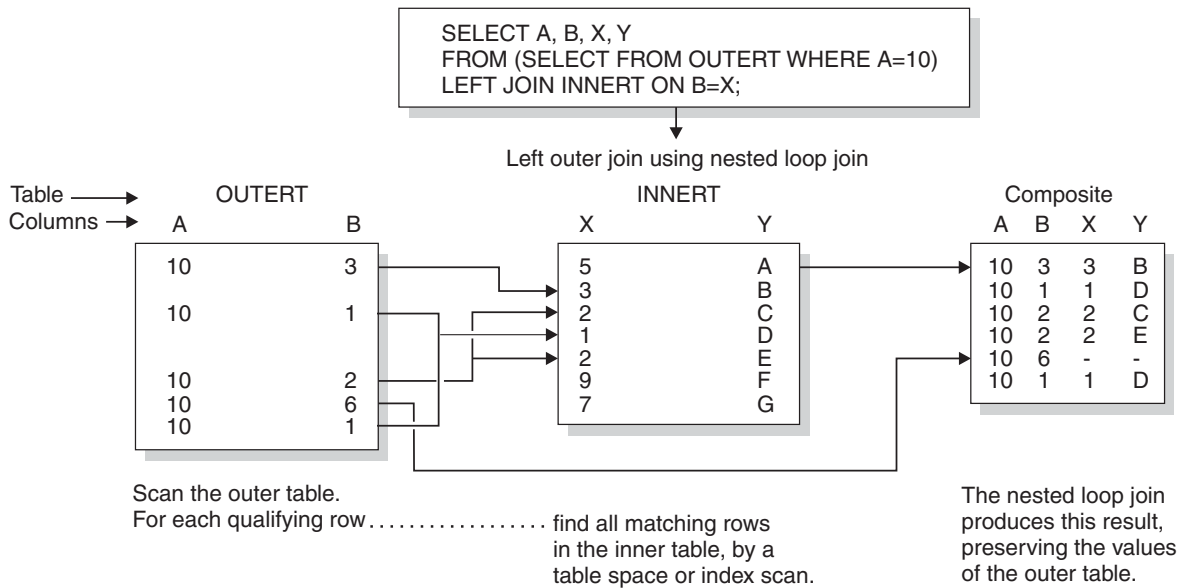 SELECT A, B, X, Y
FROM (SELECT FROM OUTERT WHERE A=10)
LEFT JOIN INNERT ON B=X;
Left outer join using nested loop join
Table OUTERT INNERT Composite
Columns A B X Y A B X Y
10 3 5 A 10 3 3 B
3 B 10 1 1 D
10 1 2 C 10 2 2 C
1 D 10 2 2 E
2 E 10 6 - -
10 2 9 F 10 1 1 D
10 6 7 G
10 1
Scan the outer table.
For each qualifying row .................. find all matching rows
in the inner table, by a
table space or index scan.
The nested loop join
produces this result,
preserving the values
of the outer table.